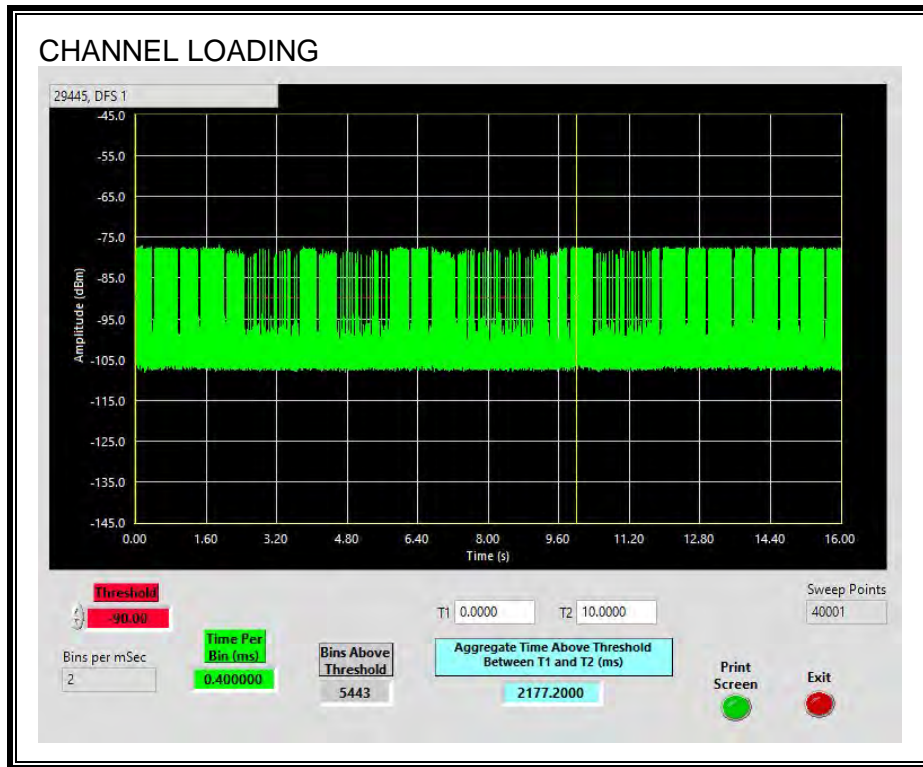 CHANNEL LOADING
29445, DFS 1
-45.0
-55.0
-65.0
-75.0
-85.0
-95.0
-105.0
-115.0
-125.0
-135.0
-145.0
Amplitude (dBm)
0.00 1.60 3.20 4.80 6.40 8.00 9.60 11.20 12.80 14.40 16.00
Time (s)
Threshold
-90.00
Bins per mSec
2
Time Per
Bin (ms)
0.400000
Bins Above
Threshold
5443
T1 0.0000 T2 10.0000
Aggregate Time Above Threshold
Between T1 and T2 (ms)
2177.2000
Sweep Points
40001
Print
Screen
Exit